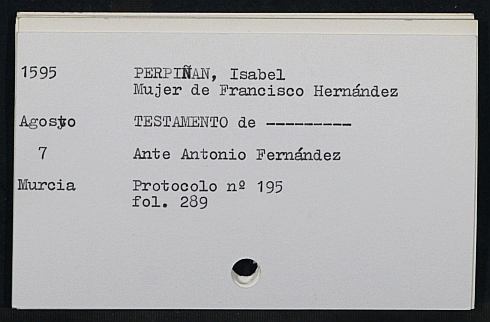 1595 PERPIÑAN, Isabel
Mujer de Francisco Hernández
Agosto TESTAMENTO de ---------
7 Ante Antonio Fernández
Murcia Protocolo nº 195
fol. 289